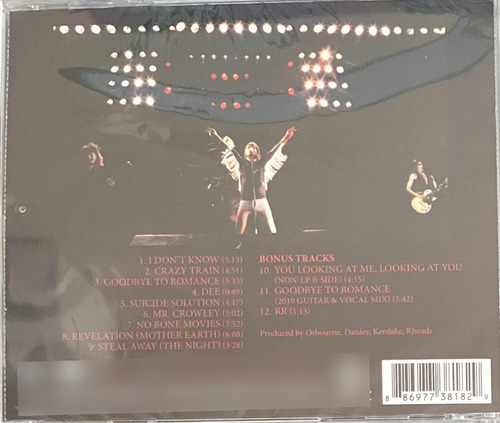 1. I DON'T KNOW (5:13)
2. CRAZY TRAIN (4:51)
3. GOODBYE TO ROMANCE (5:33)
4. DEE (0:49)
5. SUICIDE SOLUTION (4:17)
6. MR. CROWLEY (5:02)
7. NO BONE MOVIES (3:52)
8. REVELATION (MOTHER EARTH) (6:08)
9. STEAL AWAY (THE NIGHT) (3:28)
BONUS TRACKS
10. YOU LOOKING AT ME, LOOKING AT YOU
(NON-LP B-SIDE) (4:15)
11. GOODBYE TO ROMANCE
(2010 GUITAR & VOCAL MIX) (5:42)
12. RR (1:13)
Produced by Osbourne, Daisley, Kerslake, Rhoads
8 86977 38182 9